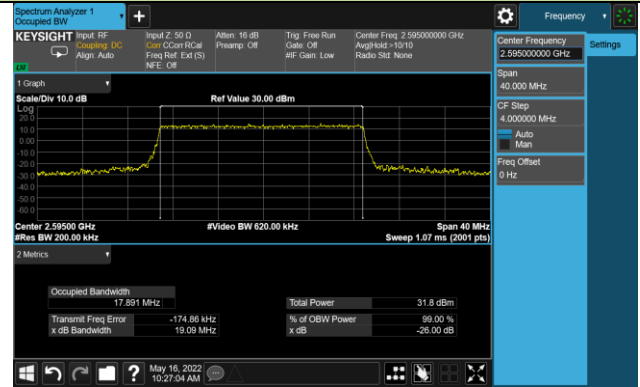 Spectrum Analyzer 1
Occupied BW
Frequency
KEYSIGHT
Input: RF
Coupling: DC
Align: Auto
Input Z: 50 Ω
Corr CCorr RCal
Freq Ref: Ext (S)
NFE: Off
Atten: 16 dB
Preamp: Off
Trig: Free Run
Gate: Off
#IF Gain: Low
Center Freq: 2.595000000 GHz
Avg|Hold:>10/10
Radio Std: None
Center Frequency
2.595000000 GHz
Settings
Span
40.000 MHz
CF Step
4.000000 MHz
Auto
Man
Freq Offset
0 Hz
1 Graph
Scale/Div 10.0 dB
Ref Value 30.00 dBm
Log
20.0
10.0
0.00
-10.0
-20.0
-30.0
-40.0
-50.0
-60.0
Center 2.59500 GHz
#Video BW 620.00 kHz
Span 40 MHz
#Res BW 200.00 kHz
Sweep 1.07 ms (2001 pts)
2 Metrics
Occupied Bandwidth
17.891 MHz
Total Power 31.8 dBm
Transmit Freq Error -174.86 kHz
% of OBW Power 99.00 %
x dB Bandwidth 19.09 MHz
x dB -26.00 dB
May 16, 2022
10:27:04 AM